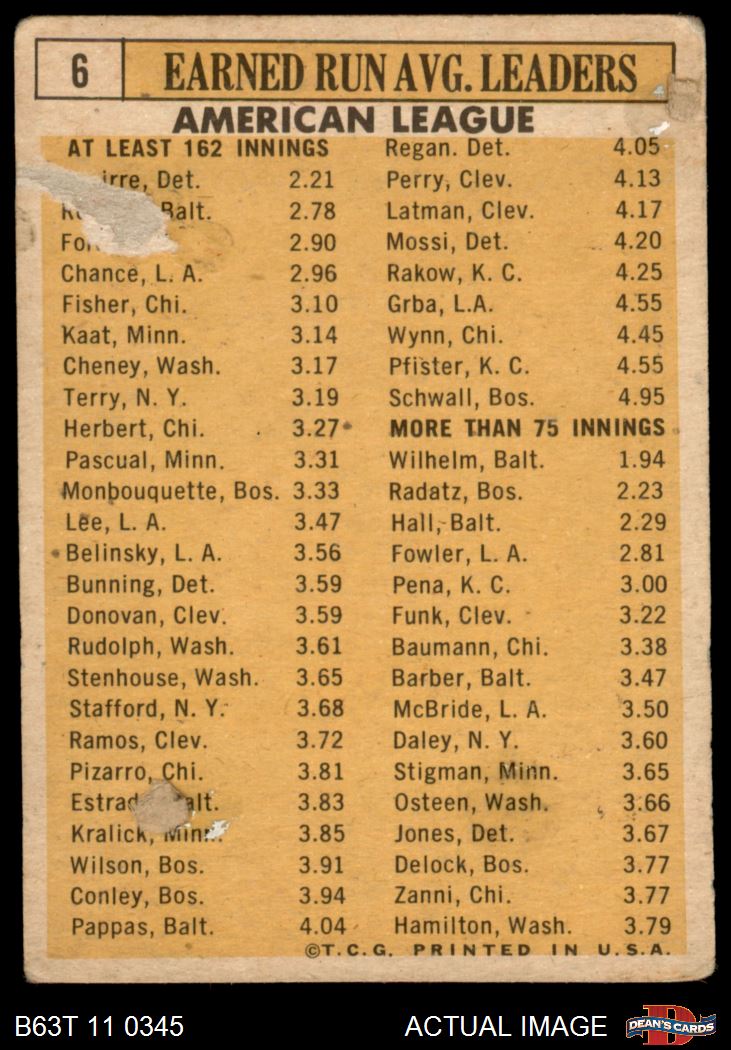 6
EARNED RUN AVG. LEADERS
AMERICAN LEAGUE
AT LEAST 162 INNINGS
Det. 2.21
Balt. 2.78
2.90
Chance, L. A. 2.96
Fisher, Chi. 3.10
Kaat, Minn. 3.14
Cheney, Wash. 3.17
Terry, N. Y. 3.19
Herbert, Chi. 3.27
Pascual, Minn. 3.31
Monbouquette, Bos. 3.33
Lee, L. A. 3.47
Belinsky, L. A. 3.56
Bunning, Det. 3.59
Donovan, Clev. 3.59
Rudolph, Wash. 3.61
Stenhouse, Wash. 3.65
Stafford, N. Y. 3.68
Ramos, Clev. 3.72
Pizarro, Chi. 3.81
3.83
Kralick, Minn. 3.85
Wilson, Bos. 3.91
Conley, Bos. 3.94
Pappas, Balt. 4.04
Regan. Det. 4.05
Perry, Clev. 4.13
Latman, Clev. 4.17
Mossi, Det. 4.20
Rakow, K. C. 4.25
Grba, L.A. 4.55
Wynn, Chi. 4.45
Pfister, K. C. 4.55
Schwall, Bos. 4.95
MORE THAN 75 INNINGS
Wilhelm, Balt. 1.94
Radatz, Bos. 2.23
Hall, Balt. 2.29
Fowler, L. A. 2.81
Pena, K. C. 3.00
Funk, Clev. 3.22
Baumann, Chi. 3.38
Barber, Balt. 3.47
McBride, L. A. 3.50
Daley, N. Y. 3.60
Stigman, Minn. 3.65
Osteen, Wash. 3.66
Jones, Det. 3.67
Delock, Bos. 3.77
Zanni, Chi. 3.77
Hamilton, Wash. 3.79
©T.C.G. PRINTED IN U.S.A.
B63T 11 0345
ACTUAL IMAGE
D
DEAN'S CARDS